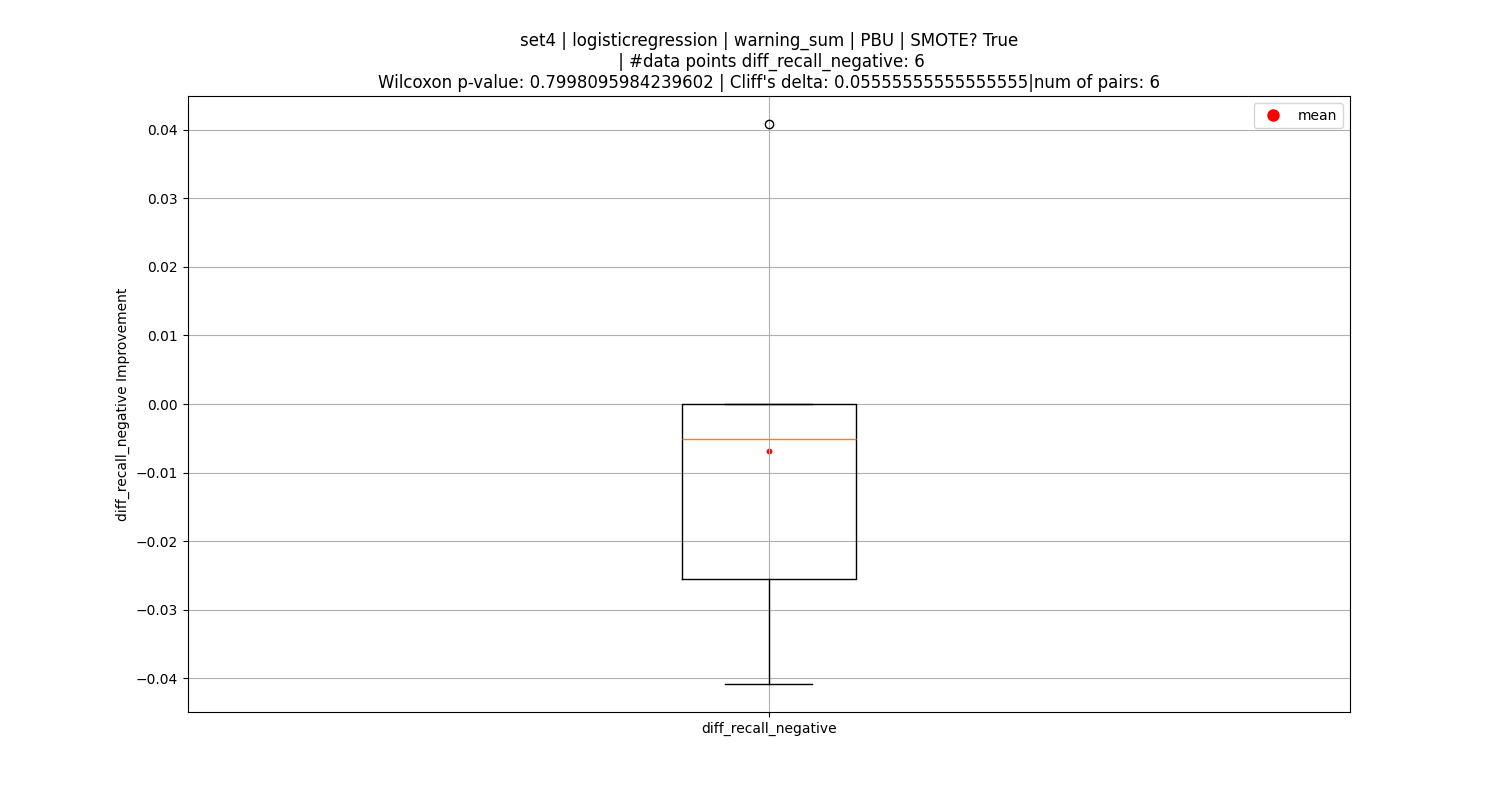 set4 | logisticregression | warning_sum | PBU | SMOTE? True
| #data points diff_recall_negative: 6
Wilcoxon p-value: 0.7998095984239602 | Cliff's delta: 0.05555555555555555|num of pairs: 6
mean
0.04
0.03
0.02
0.01
0.00
−0.01
−0.02
−0.03
−0.04
diff_recall_negative Improvement
diff_recall_negative